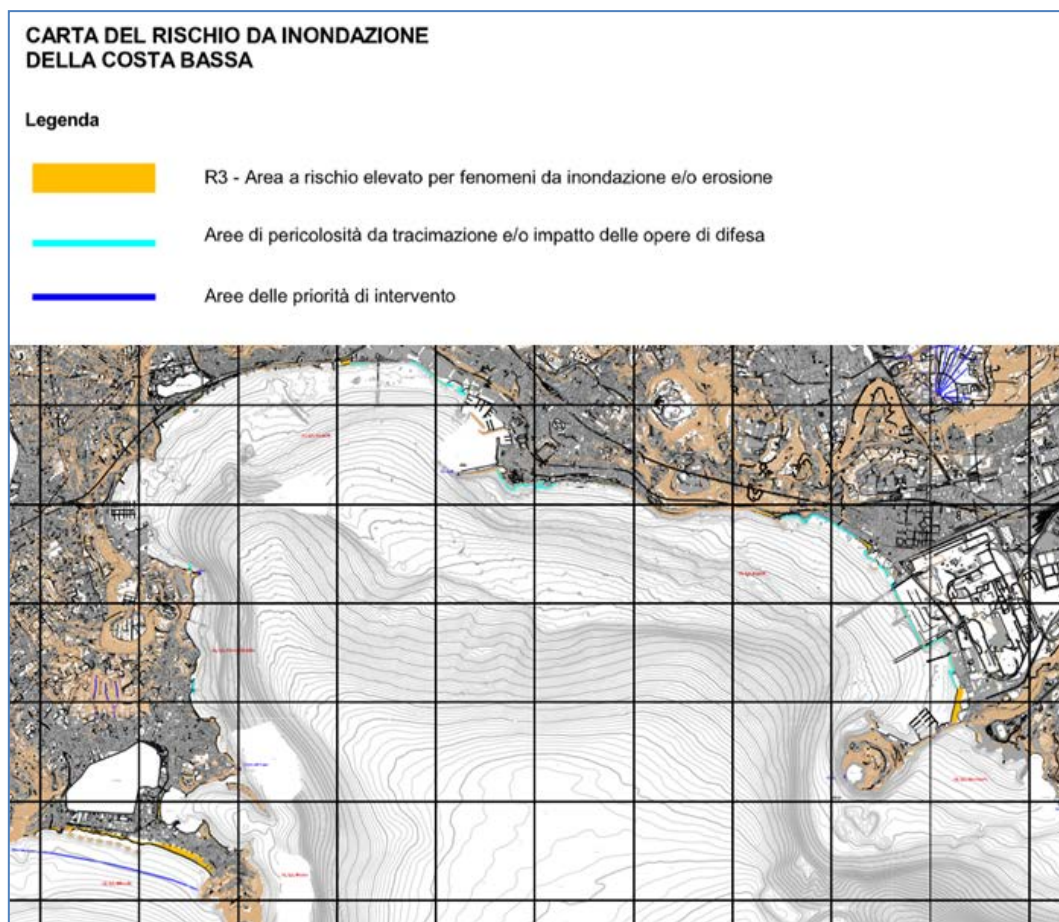 CARTA DEL RISCHIO DA INONDAZIONE
DELLA COSTA BASSA
Legenda
R3 - Area a rischio elevato per fenomeni da inondazione e/o erosione
Aree di pericolosità da tracimazione e/o impatto delle opere di difesa
Aree delle priorità di intervento